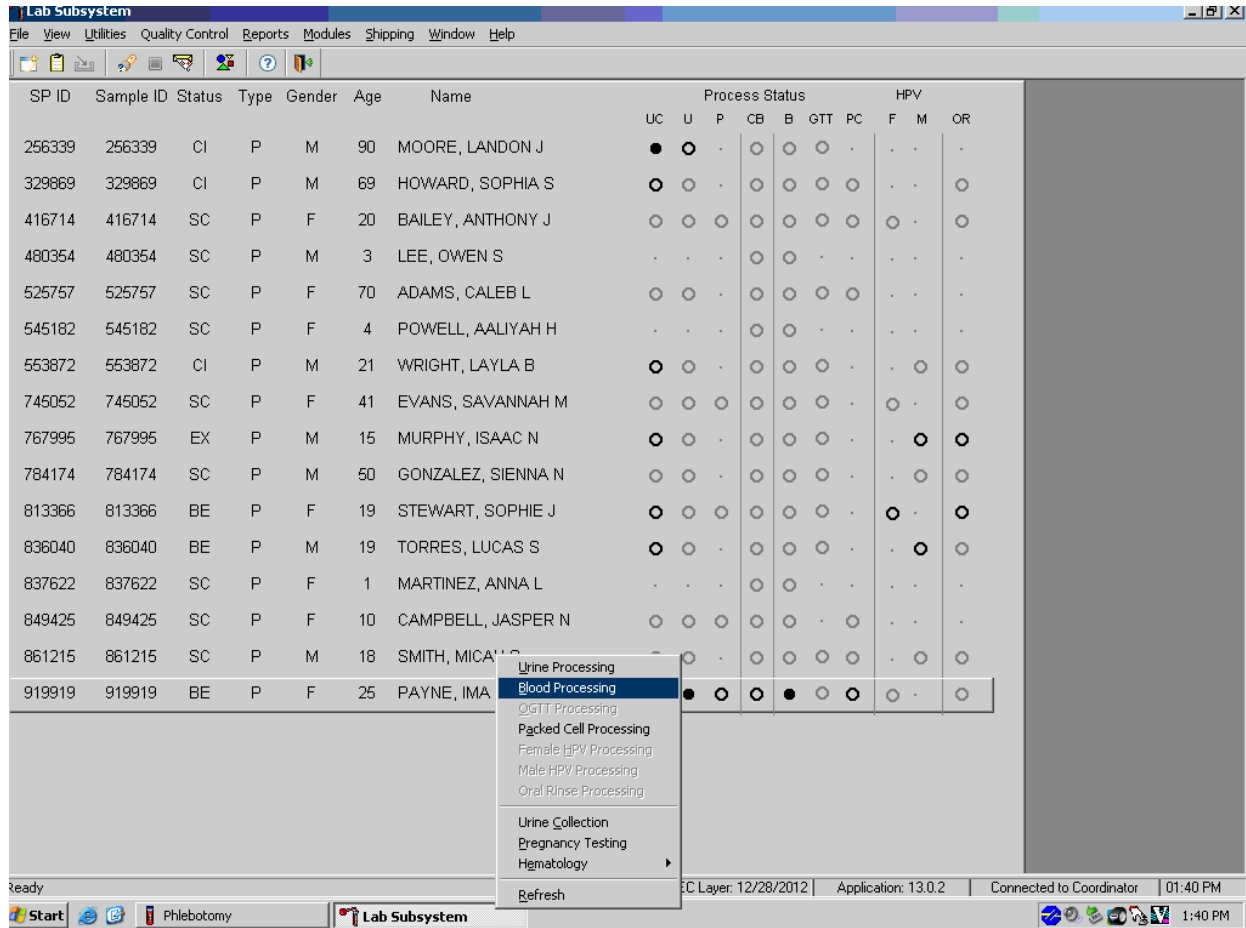 Lab Subsystem
File View Utilities Quality Control Reports Modules Shipping Window Help
SP ID Sample ID Status Type Gender Age Name Process Status HPV
UC U P CB B GTT PC F M OR
256339 256339 CI P M 90 MOORE, LANDON J
329869 329869 CI P M 69 HOWARD, SOPHIA S
416714 416714 SC P F 20 BAILEY, ANTHONY J
480354 480354 SC P M 3 LEE, OWEN S
525757 525757 SC P F 70 ADAMS, CALEB L
545182 545182 SC P F 4 POWELL, AALIYAH H
553872 553872 CI P M 21 WRIGHT, LAYLA B
745052 745052 SC P F 41 EVANS, SAVANNAH M
767995 767995 EX P M 15 MURPHY, ISAAC N
784174 784174 SC P M 50 GONZALEZ, SIENNA N
813366 813366 BE P F 19 STEWART, SOPHIE J
836040 836040 BE P M 19 TORRES, LUCAS S
837622 837622 SC P F 1 MARTINEZ, ANNA L
849425 849425 SC P F 10 CAMPBELL, JASPER N
861215 861215 SC P M 18 SMITH,
919919 919919 BE P F 25 PAYNE, IMA
Urine Processing
Blood Processing
OGTT Processing
Packed Cell Processing
Female HPV Processing
Male HPV Processing
Oral Rinse Processing
Urine Collection
Pregnancy Testing
Hematology
Refresh
Ready EC Layer: 12/28/2012 Application: 13.0.2 Connected to Coordinator 01:40 PM
Start Phlebotomy Lab Subsystem 1:40 PM